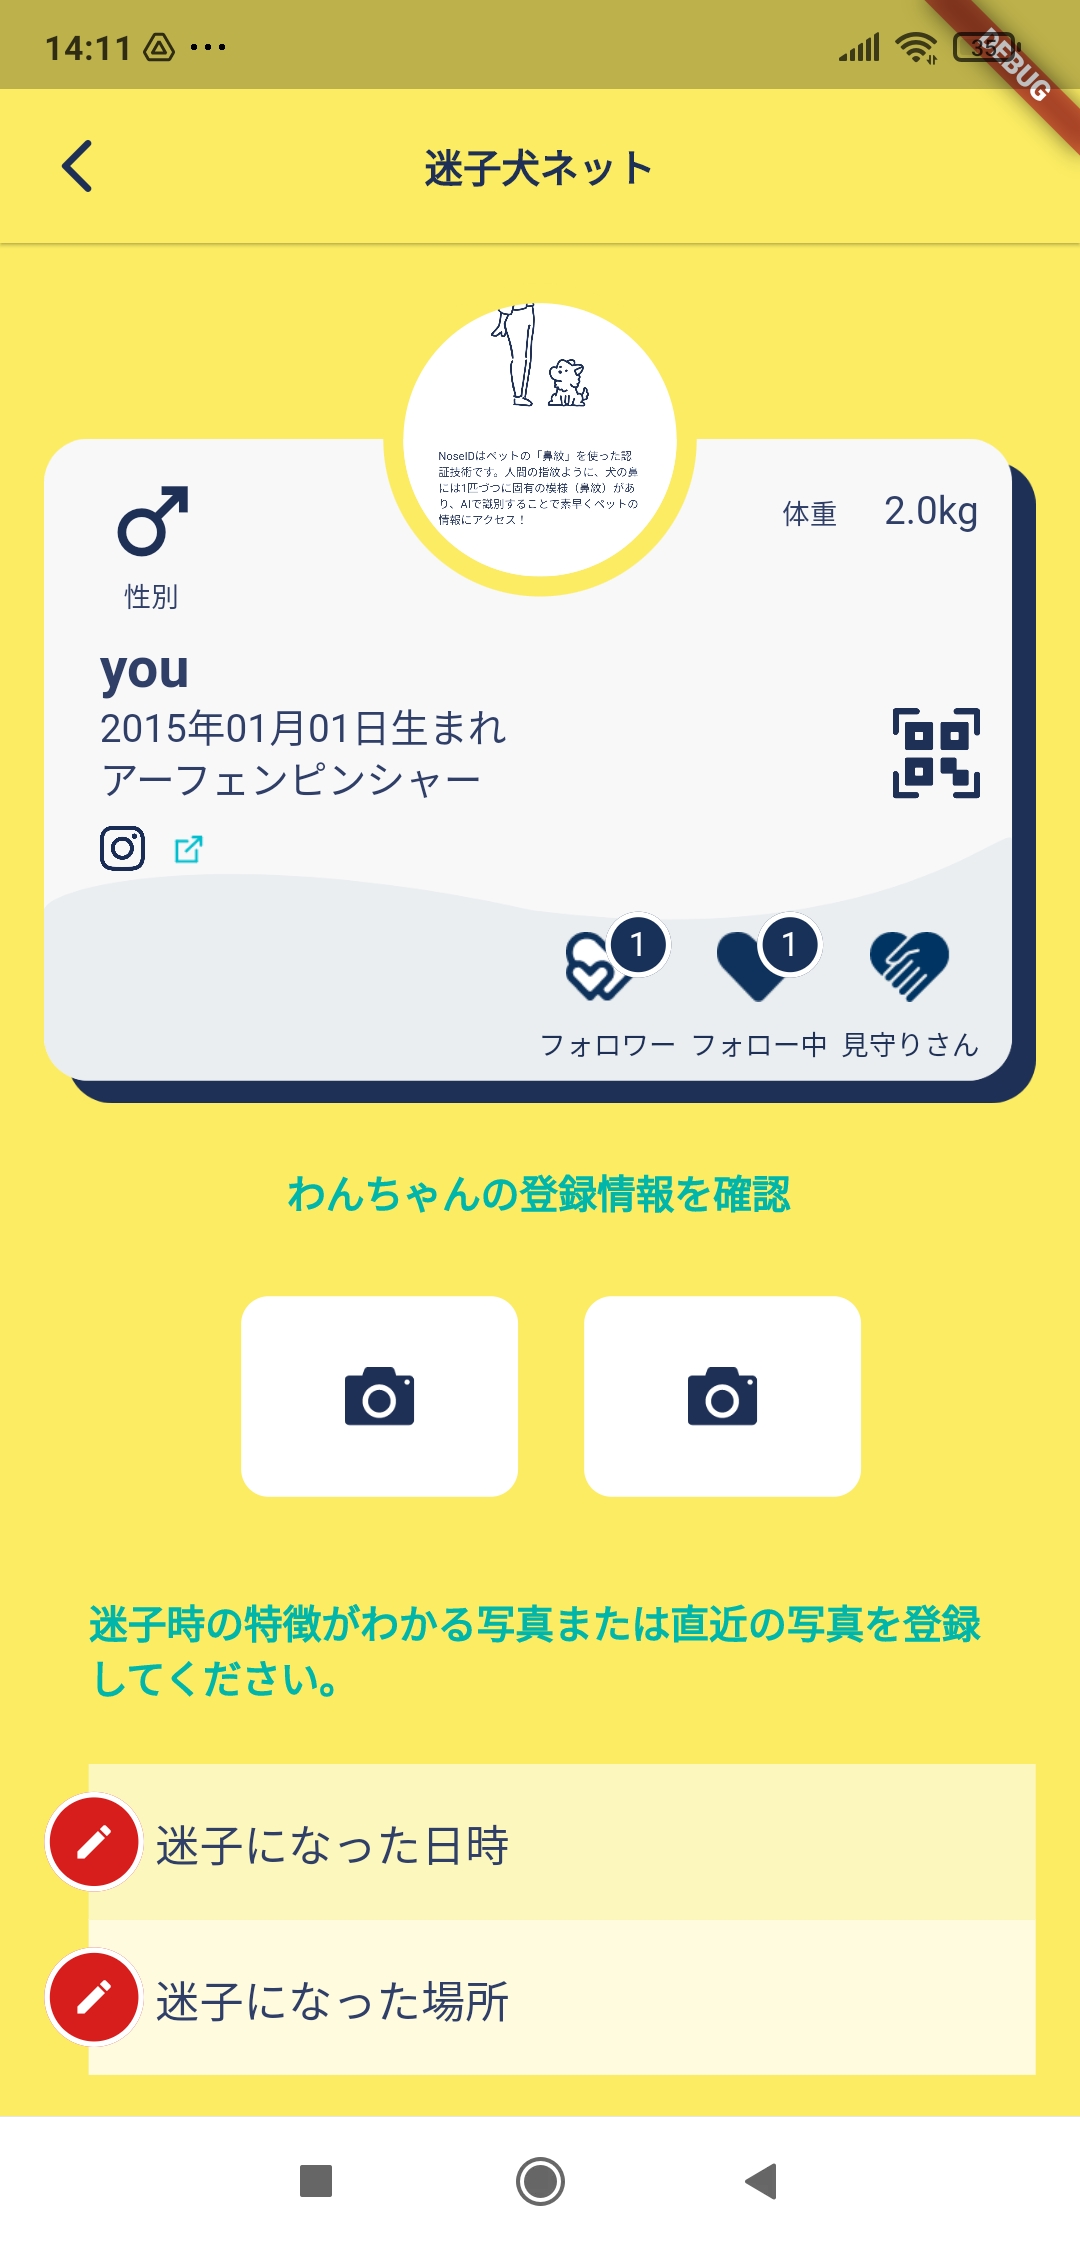 14:11
35
DEBUG
迷子犬ネット
NoseIDはペットの「鼻紋」を使った認
証技術です。人間の指紋ように、犬の鼻
には1匹づつに固有の模様（鼻紋）があ
り、AIで識別することで素早くペットの
情報にアクセス！
体重 2.0kg
性別
you
2015年01月01日生まれ
アーフェンピンシャー
1
1
フォロワー フォロー中 見守りさん
わんちゃんの登録情報を確認
迷子時の特徴がわかる写真または直近の写真を登録
してください。
迷子になった日時
迷子になった場所